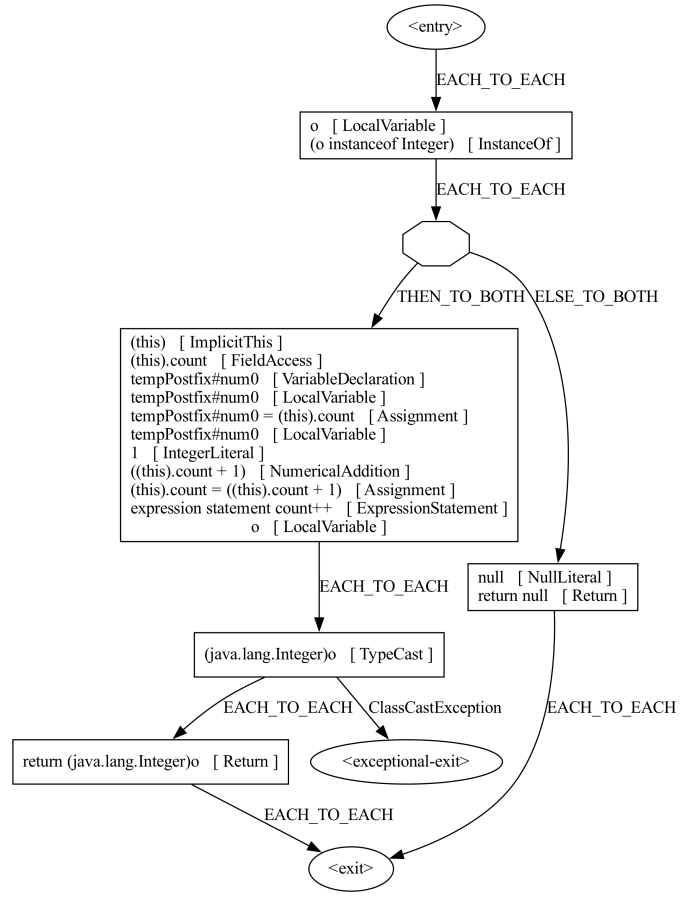 <entry>
EACH_TO_EACH
o [ LocalVariable ]
(o instanceof Integer) [ InstanceOf ]
EACH_TO_EACH
THEN_TO_BOTH
ELSE_TO_BOTH
(this) [ ImplicitThis ]
(this).count [ FieldAccess ]
tempPostfix#num0 [ VariableDeclaration ]
tempPostfix#num0 [ LocalVariable ]
tempPostfix#num0 = (this).count [ Assignment ]
tempPostfix#num0 [ LocalVariable ]
1 [ IntegerLiteral ]
((this).count + 1) [ NumericalAddition ]
(this).count = ((this).count + 1) [ Assignment ]
expression statement count++ [ ExpressionStatement ]
o [ LocalVariable ]
EACH_TO_EACH
null [ NullLiteral ]
return null [ Return ]
(java.lang.Integer)o [ TypeCast ]
EACH_TO_EACH
ClassCastException
EACH_TO_EACH
return (java.lang.Integer)o [ Return ]
<exceptional-exit>
EACH_TO_EACH
<exit>